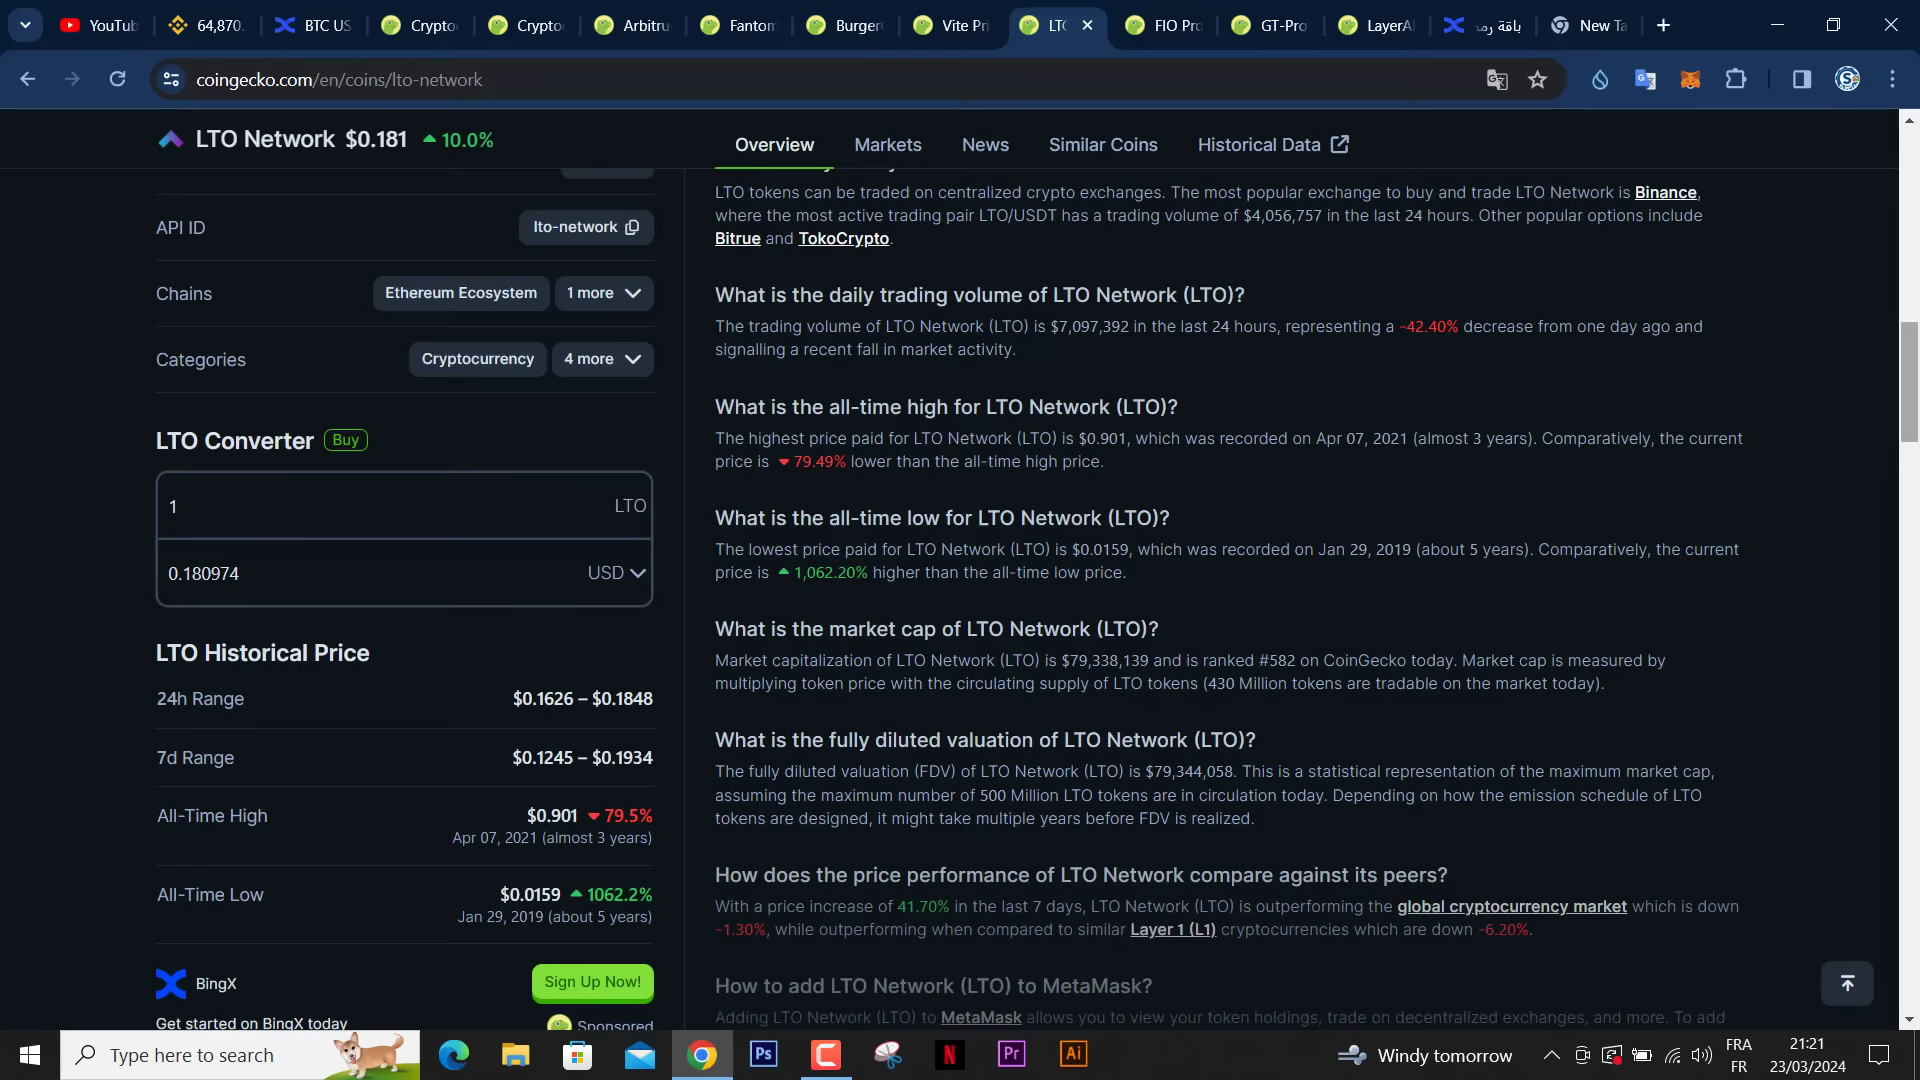 YouTub
64,870.
BTC US
Crypto
Crypto
Arbitru
Fantom
Burger
Vite Pri
LT
FIO Pro
GT-Pro
LayerA
باقة رمد
New Ta
coingecko.com/en/coins/lto-network
LTO Network $0.181 10.0%
Overview Markets News Similar Coins Historical Data
API ID lto-network
Chains Ethereum Ecosystem 1 more
Categories Cryptocurrency 4 more
LTO Converter Buy
1 LTO
0.180974 USD
LTO Historical Price
24h Range $0.1626 – $0.1848
7d Range $0.1245 – $0.1934
All-Time High $0.901 79.5%
Apr 07, 2021 (almost 3 years)
All-Time Low $0.0159 1062.2%
Jan 29, 2019 (about 5 years)
BingX Sign Up Now!
Get started on BingX today Sponsored
LTO tokens can be traded on centralized crypto exchanges. The most popular exchange to buy and trade LTO Network is Binance,
where the most active trading pair LTO/USDT has a trading volume of $4,056,757 in the last 24 hours. Other popular options include
Bitrue and TokoCrypto.
What is the daily trading volume of LTO Network (LTO)?
The trading volume of LTO Network (LTO) is $7,097,392 in the last 24 hours, representing a -42.40% decrease from one day ago and
signalling a recent fall in market activity.
What is the all-time high for LTO Network (LTO)?
The highest price paid for LTO Network (LTO) is $0.901, which was recorded on Apr 07, 2021 (almost 3 years). Comparatively, the current
price is 79.49% lower than the all-time high price.
What is the all-time low for LTO Network (LTO)?
The lowest price paid for LTO Network (LTO) is $0.0159, which was recorded on Jan 29, 2019 (about 5 years). Comparatively, the current
price is 1,062.20% higher than the all-time low price.
What is the market cap of LTO Network (LTO)?
Market capitalization of LTO Network (LTO) is $79,338,139 and is ranked #582 on CoinGecko today. Market cap is measured by
multiplying token price with the circulating supply of LTO tokens (430 Million tokens are tradable on the market today).
What is the fully diluted valuation of LTO Network (LTO)?
The fully diluted valuation (FDV) of LTO Network (LTO) is $79,344,058. This is a statistical representation of the maximum market cap,
assuming the maximum number of 500 Million LTO tokens are in circulation today. Depending on how the emission schedule of LTO
tokens are designed, it might take multiple years before FDV is realized.
How does the price performance of LTO Network compare against its peers?
With a price increase of 41.70% in the last 7 days, LTO Network (LTO) is outperforming the global cryptocurrency market which is down
-1.30%, while outperforming when compared to similar Layer 1 (L1) cryptocurrencies which are down -6.20%.
How to add LTO Network (LTO) to MetaMask?
Adding LTO Network (LTO) to MetaMask allows you to view your token holdings, trade on decentralized exchanges, and more. To add
Type here to search
Ps
N
Pr
Ai
Windy tomorrow
FRA
FR
21:21
23/03/2024